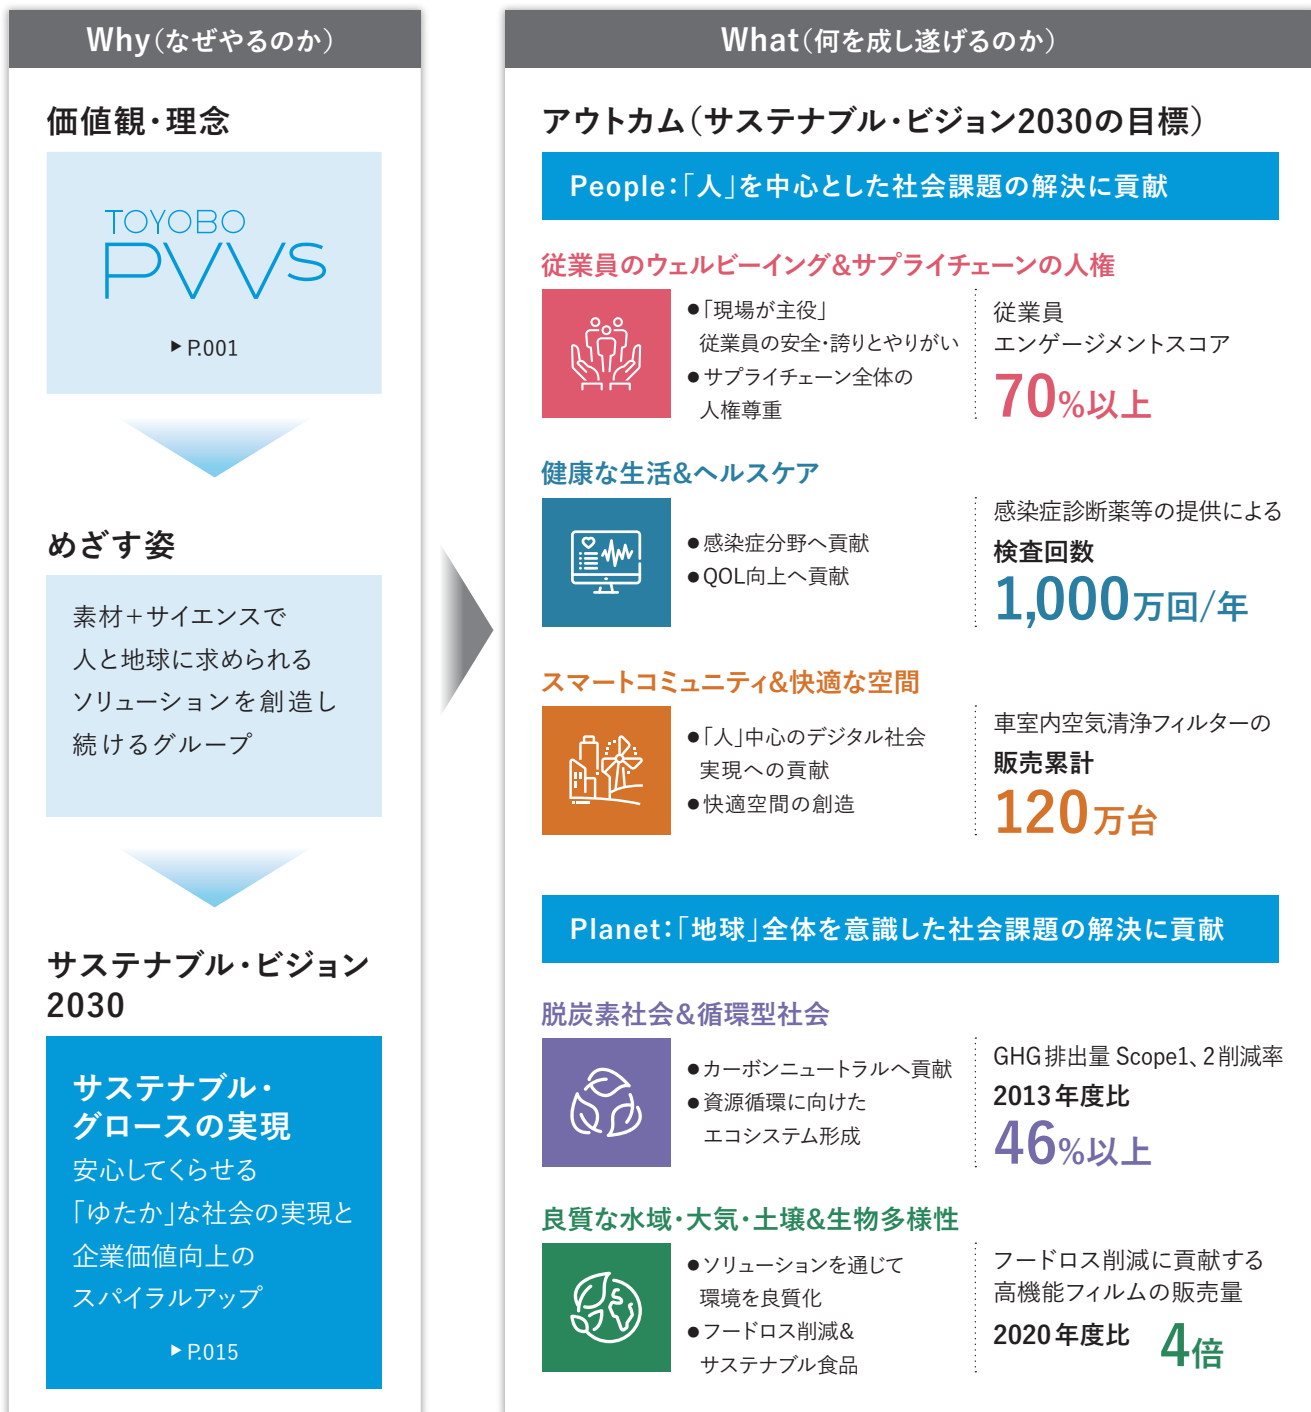 Why（なぜやるのか）
価値観・理念
TOYOBO
PVVs
▶P.001
めざす姿
素材＋サイエンスで
人と地球に求められる
ソリューションを創造し
続けるグループ
サステナブル・ビジョン
2030
サステナブル・
グロースの実現
安心してくらせる
「ゆたか」な社会の実現と
企業価値向上の
スパイラルアップ
▶P.015
What（何を成し遂げるのか）
アウトカム（サステナブル・ビジョン2030の目標）
People：「人」を中心とした社会課題の解決に貢献
従業員のウェルビーイング&サプライチェーンの人権
●「現場が主役」
従業員の安全・誇りとやりがい
●サプライチェーン全体の
人権尊重
従業員
エンゲージメントスコア
70%以上
健康な生活&ヘルスケア
●感染症分野へ貢献
●QOL向上へ貢献
感染症診断薬等の提供による
検査回数
1,000万回/年
スマートコミュニティ&快適な空間
●「人」中心のデジタル社会
実現への貢献
●快適空間の創造
車室内空気清浄フィルターの
販売累計
120万台
Planet：「地球」全体を意識した社会課題の解決に貢献
脱炭素社会&循環型社会
●カーボンニュートラルへ貢献
●資源循環に向けた
エコシステム形成
GHG排出量 Scope1、2削減率
2013年度比
46%以上
良質な水域・大気・土壌&生物多様性
●ソリューションを通じて
環境を良質化
●フードロス削減&
サステナブル食品
フードロス削減に貢献する
高機能フィルムの販売量
2020年度比 4倍